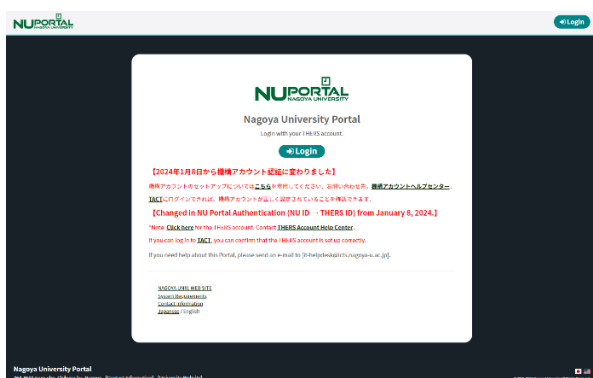 NUPORTAL
NAGOYA UNIVERSITY
Login
NUPORTAL
NAGOYA UNIVERSITY
Nagoya University Portal
Login with your THERS account.
Login
【2024年1月8日から機構アカウント認証に変わりました】
機構アカウントのセットアップについてはこちらを参照してください。お問い合わせ先、機構アカウントヘルプセンター.
TACTにログインできれば、機構アカウントが正しく設定されていることを確認できます。
【Changed in NU Portal Authentication (NU ID → THERS ID) from January 8, 2024.】
*Note: Click here for the THERS account. Contact THERS Account Help Center.
If you can log in to TACT, you can confirm that the THERS account is set up correctly.
If you need help about this Portal, please send an e-mail to [it-helpdesk@icts.nagoya-u.ac.jp].
NAGOYA UNIV. WEB SITE
System Requirements
Contact Information
Japanese / English
Nagoya University Portal